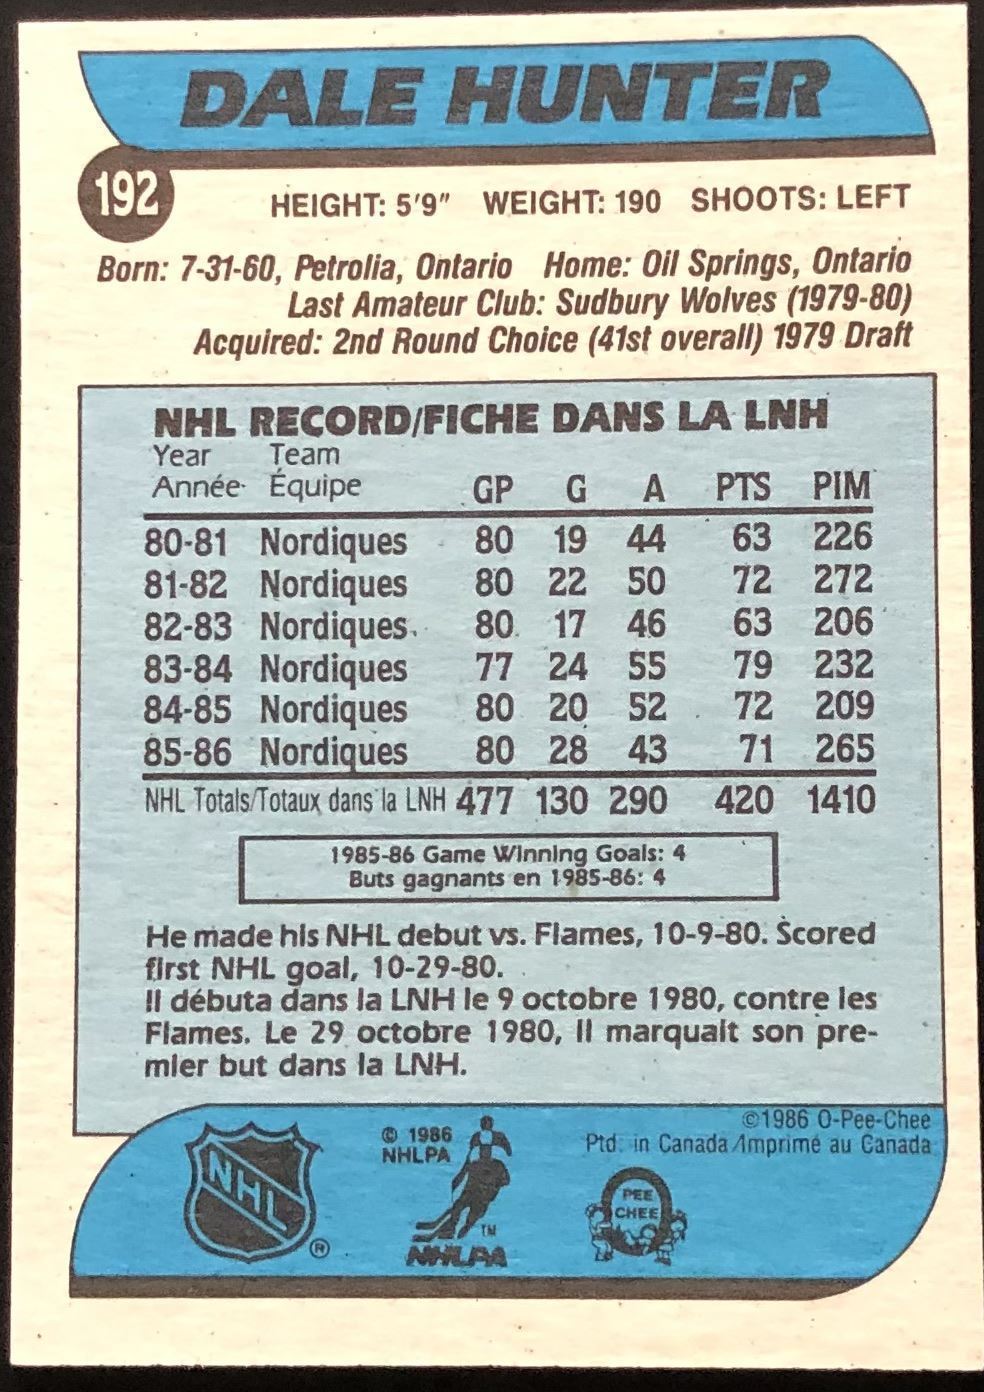 DALE HUNTER
192
HEIGHT: 5'9" WEIGHT: 190 SHOOTS: LEFT
Born: 7-31-60, Petrolia, Ontario Home: Oil Springs, Ontario
Last Amateur Club: Sudbury Wolves (1979-80)
Acquired: 2nd Round Choice (41st overall) 1979 Draft
NHL RECORD/FICHE DANS LA LNH
Year Team
Année Équipe GP G A PTS PIM
80-81 Nordiques 80 19 44 63 226
81-82 Nordiques 80 22 50 72 272
82-83 Nordiques 80 17 46 63 206
83-84 Nordiques 77 24 55 79 232
84-85 Nordiques 80 20 52 72 209
85-86 Nordiques 80 28 43 71 265
NHL Totals/Totaux dans la LNH 477 130 290 420 1410
1985-86 Game Winning Goals: 4
Buts gagnants en 1985-86: 4
He made his NHL debut vs. Flames, 10-9-80. Scored
first NHL goal, 10-29-80.
Il débuta dans la LNH le 9 octobre 1980, contre les
Flames. Le 29 octobre 1980, il marquait son pre-
mier but dans la LNH.
©1986 O-Pee-Chee
Ptd. in Canada/Imprimé au Canada
© 1986
NHLPA
NHL
®
TM
NHLPA
O
PEE
CHEE